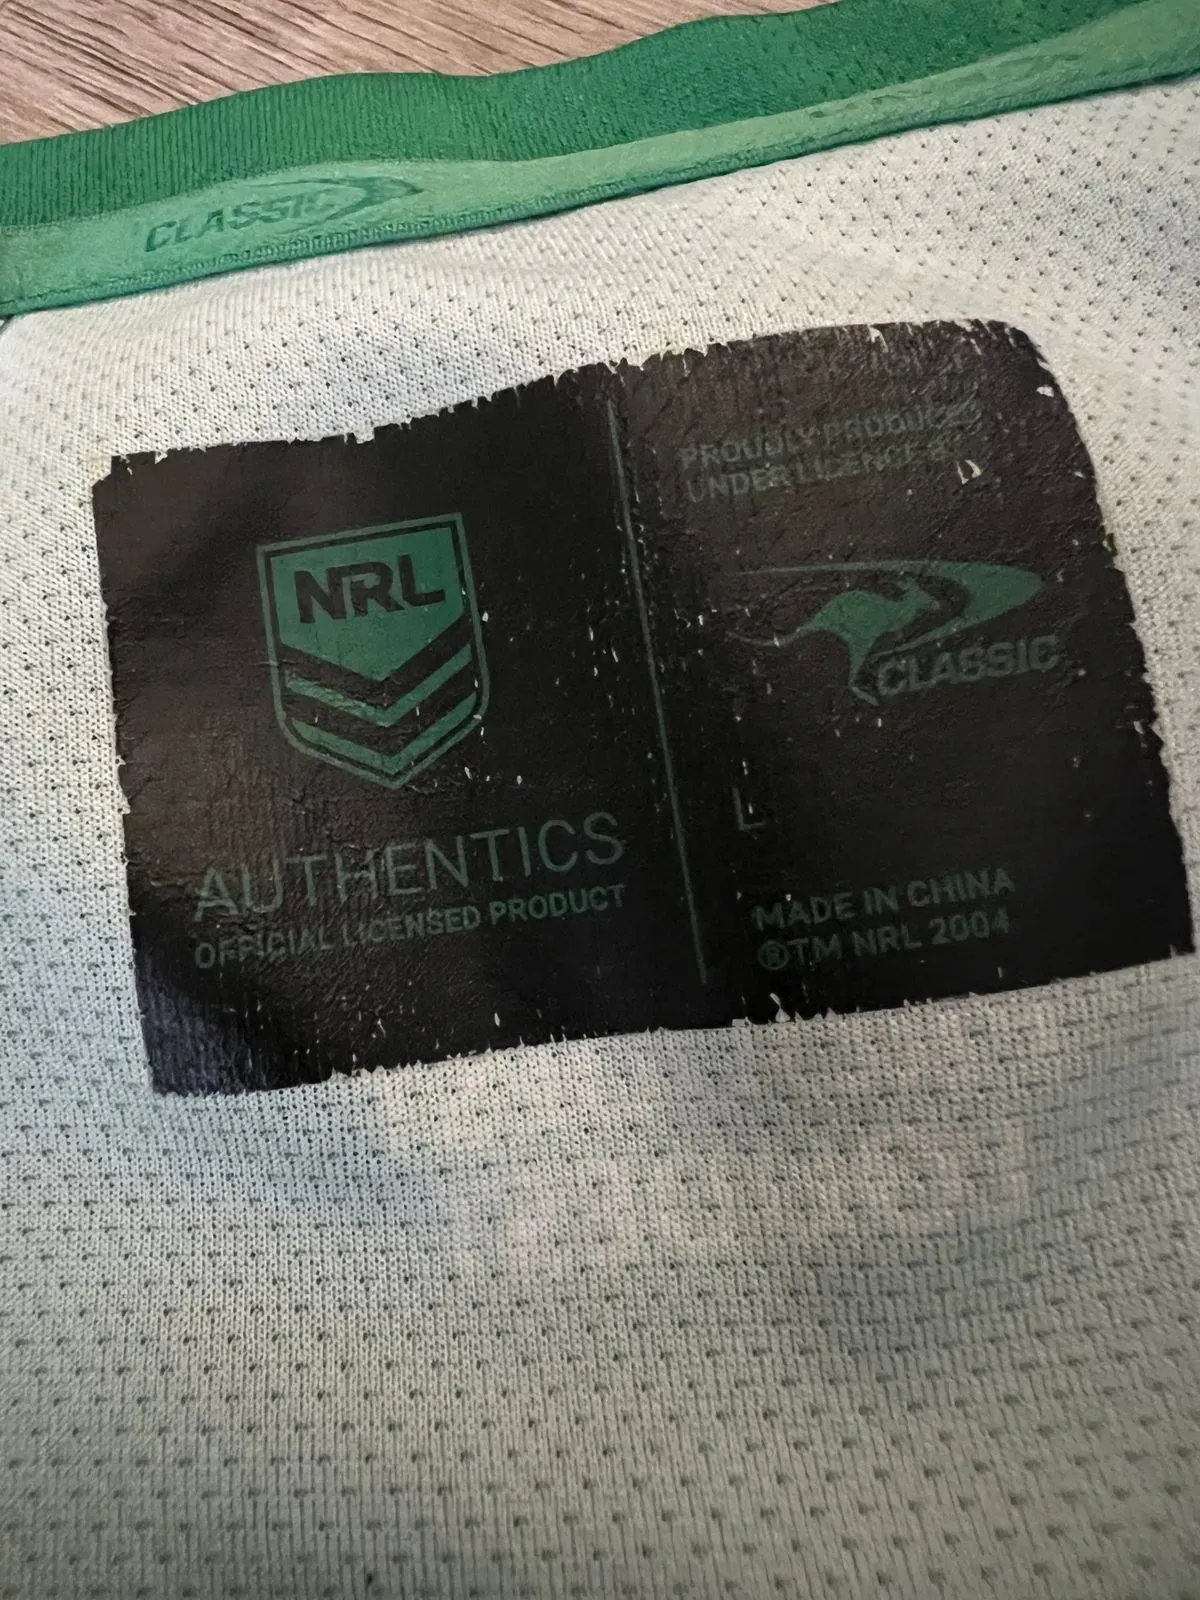 CLASSIC
NRL
AUTHENTICS
OFFICIAL LICENSED PRODUCT
PROUDLY PRODUCED
UNDER LICENCE BY
CLASSIC
L
MADE IN CHINA
®TM NRL 2004